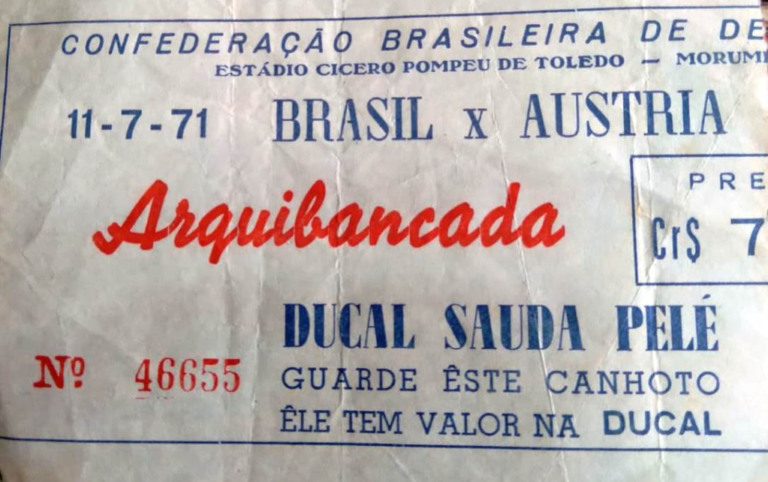 CONFEDERAÇÃO BRASILEIRA DE DE
ESTÁDIO CICERO POMPEU DE TOLEDO — MORUM
11-7-71 BRASIL x AUSTRIA
Arquibancada
PRE
Cr$ 7
DUCAL SAUDA PELÉ
Nº 46655
GUARDE ÊSTE CANHOTO
ÊLE TEM VALOR NA DUCAL